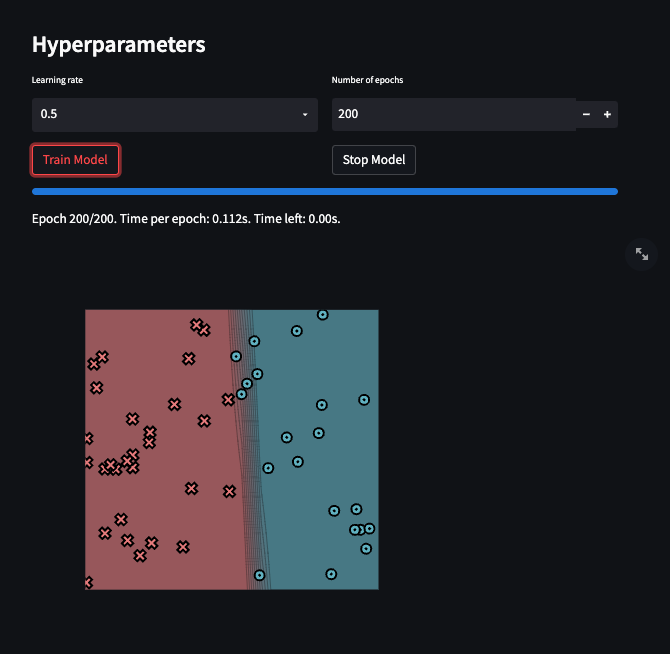 Hyperparameters
Learning rate
Number of epochs
0.5
200
− +
Train Model
Stop Model
Epoch 200/200. Time per epoch: 0.112s. Time left: 0.00s.